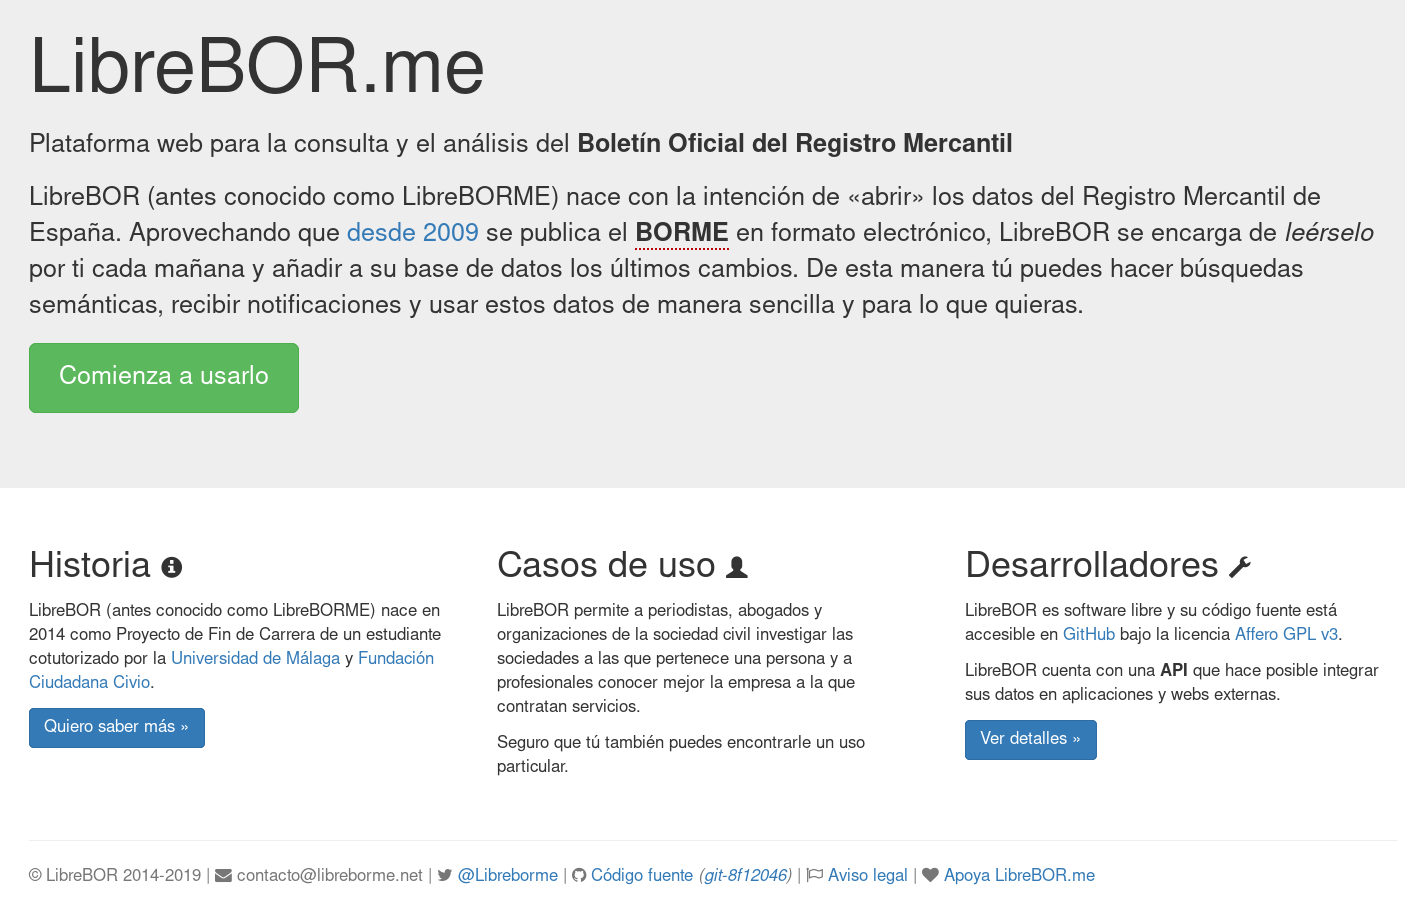 LibreBOR.me
Plataforma web para la consulta y el análisis del Boletín Oficial del Registro Mercantil
LibreBOR (antes conocido como LibreBORME) nace con la intención de «abrir» los datos del Registro Mercantil de
España. Aprovechando que desde 2009 se publica el BORME en formato electrónico, LibreBOR se encarga de leérselo
por ti cada mañana y añadir a su base de datos los últimos cambios. De esta manera tú puedes hacer búsquedas
semánticas, recibir notificaciones y usar estos datos de manera sencilla y para lo que quieras.
Comienza a usarlo
Historia
LibreBOR (antes conocido como LibreBORME) nace en
2014 como Proyecto de Fin de Carrera de un estudiante
cotutorizado por la Universidad de Málaga y Fundación
Ciudadana Civio.
Quiero saber más »
Casos de uso
LibreBOR permite a periodistas, abogados y
organizaciones de la sociedad civil investigar las
sociedades a las que pertenece una persona y a
profesionales conocer mejor la empresa a la que
contratan servicios.
Seguro que tú también puedes encontrarle un uso
particular.
Desarrolladores
LibreBOR es software libre y su código fuente está
accesible en GitHub bajo la licencia Affero GPL v3.
LibreBOR cuenta con una API que hace posible integrar
sus datos en aplicaciones y webs externas.
Ver detalles »
© LibreBOR 2014-2019 | contacto@libreborme.net | @Libreborme | Código fuente (git-8f12046) | Aviso legal | Apoya LibreBOR.me